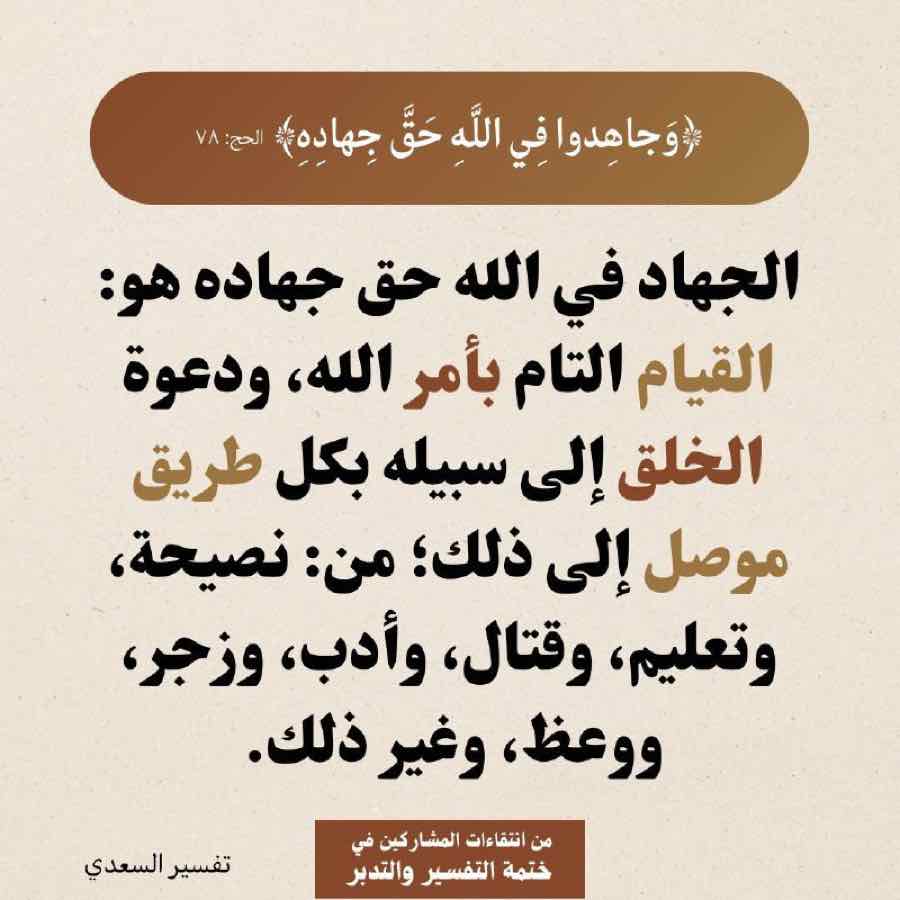 ﴿وَجاهِدوا فِي اللَّهِ حَقَّ جِهادِهِ﴾ الحج: ٧٨
الجهاد في الله حق جهاده هو:
القيام التام بأمر الله، ودعوة
الخلق إلى سبيله بكل طريق
موصل إلى ذلك؛ من: نصيحة،
وتعليم، وقتال، وأدب، وزجر،
ووعظ، وغير ذلك.
من انتقاءات المشاركين في
ختمة التفسير والتدبر
تفسير السعدي